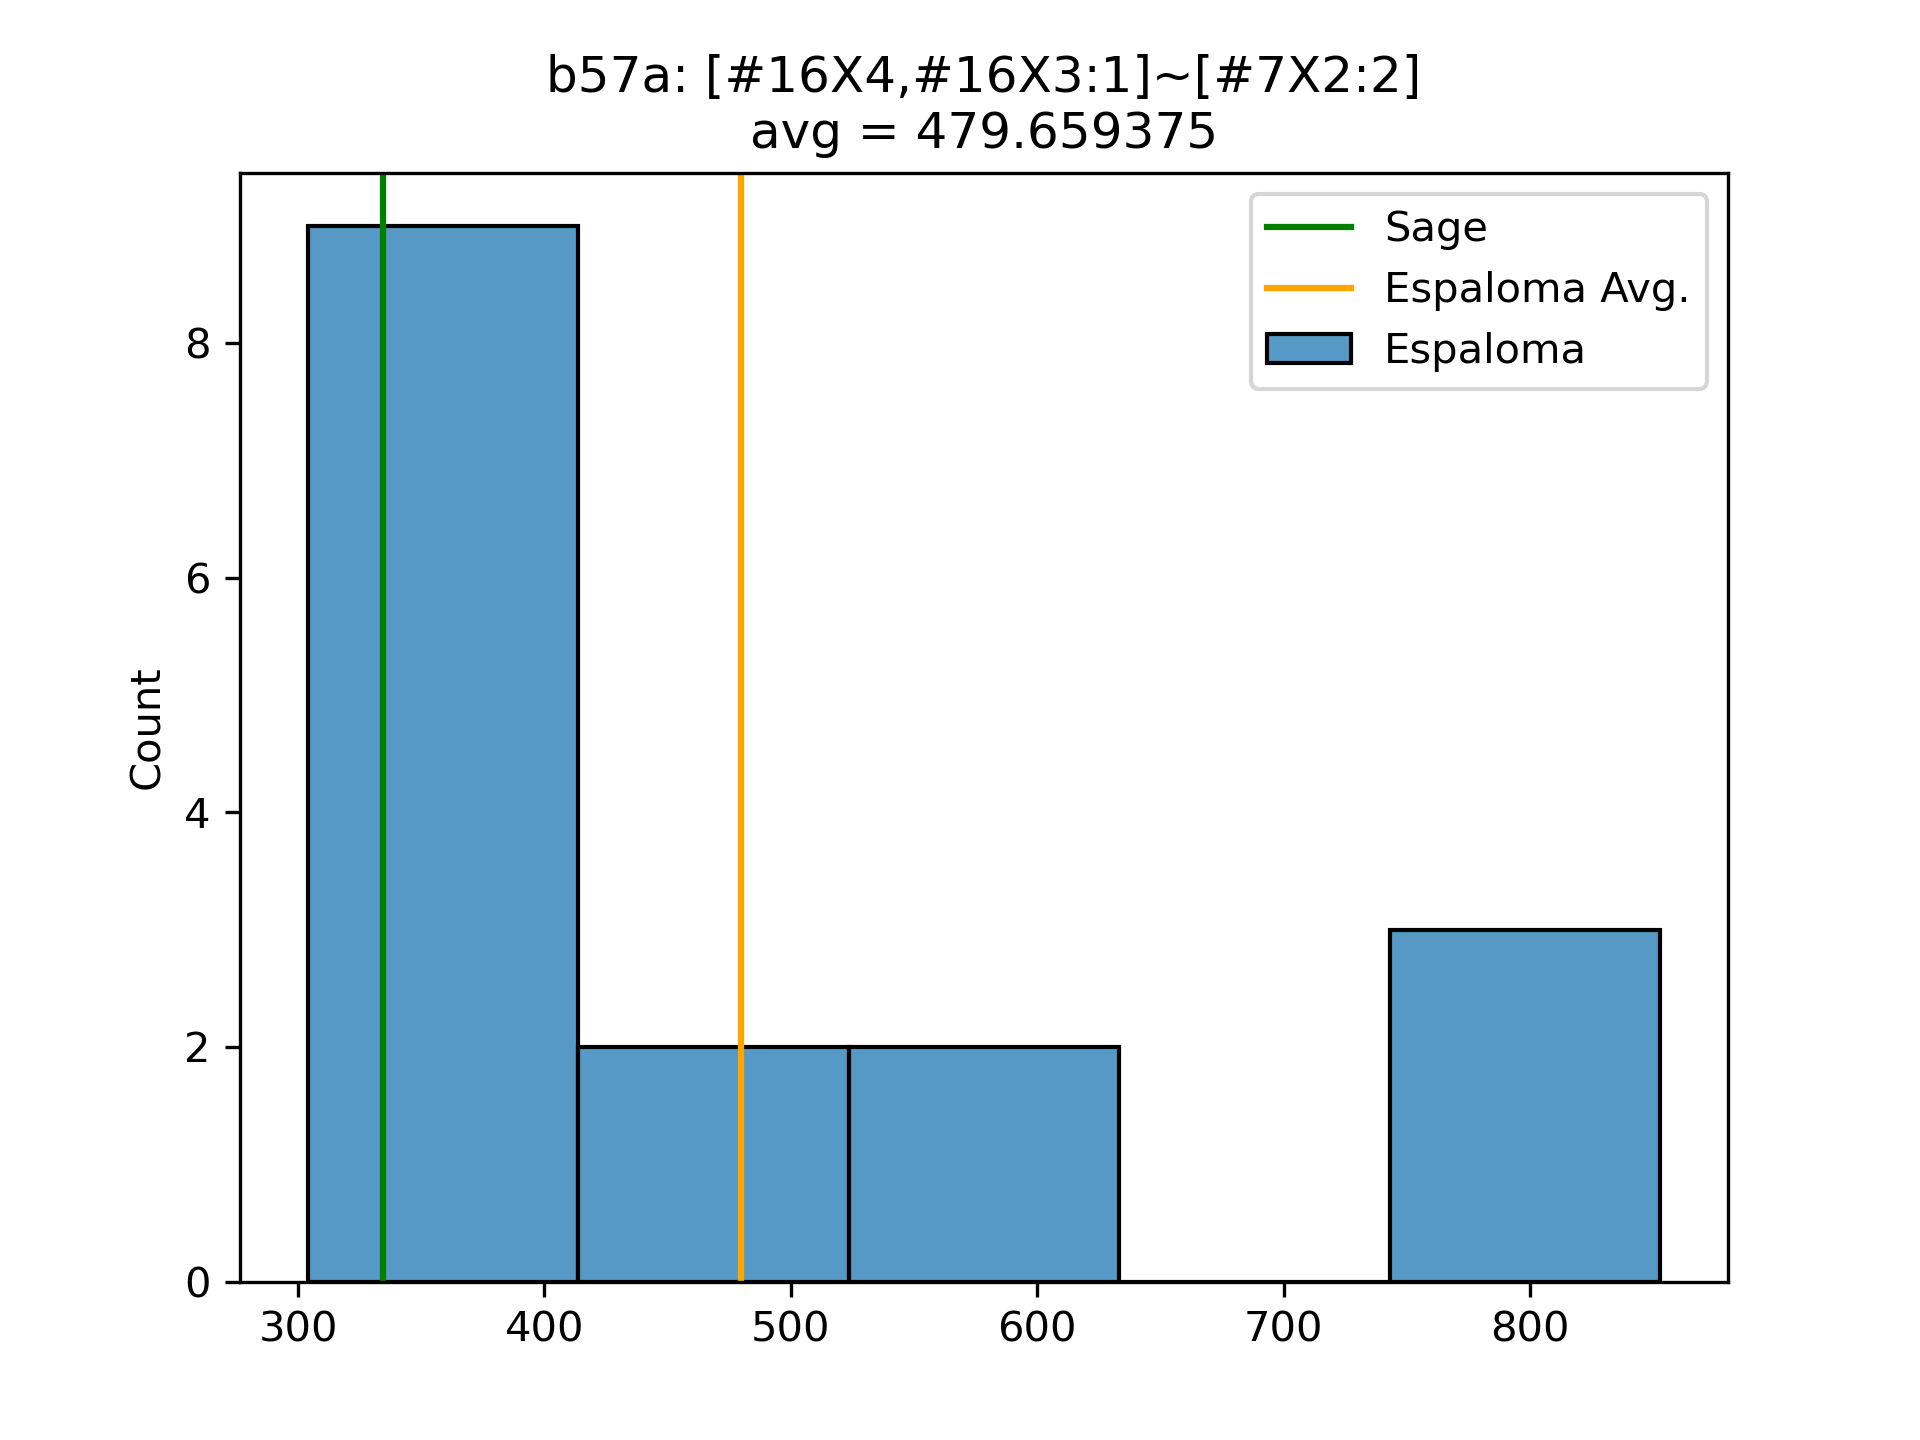 b57a: [#16X4,#16X3:1]~[#7X2:2]
avg = 479.659375
Sage
Espaloma Avg.
Espaloma
Count
8
6
4
2
0
300 400 500 600 700 800